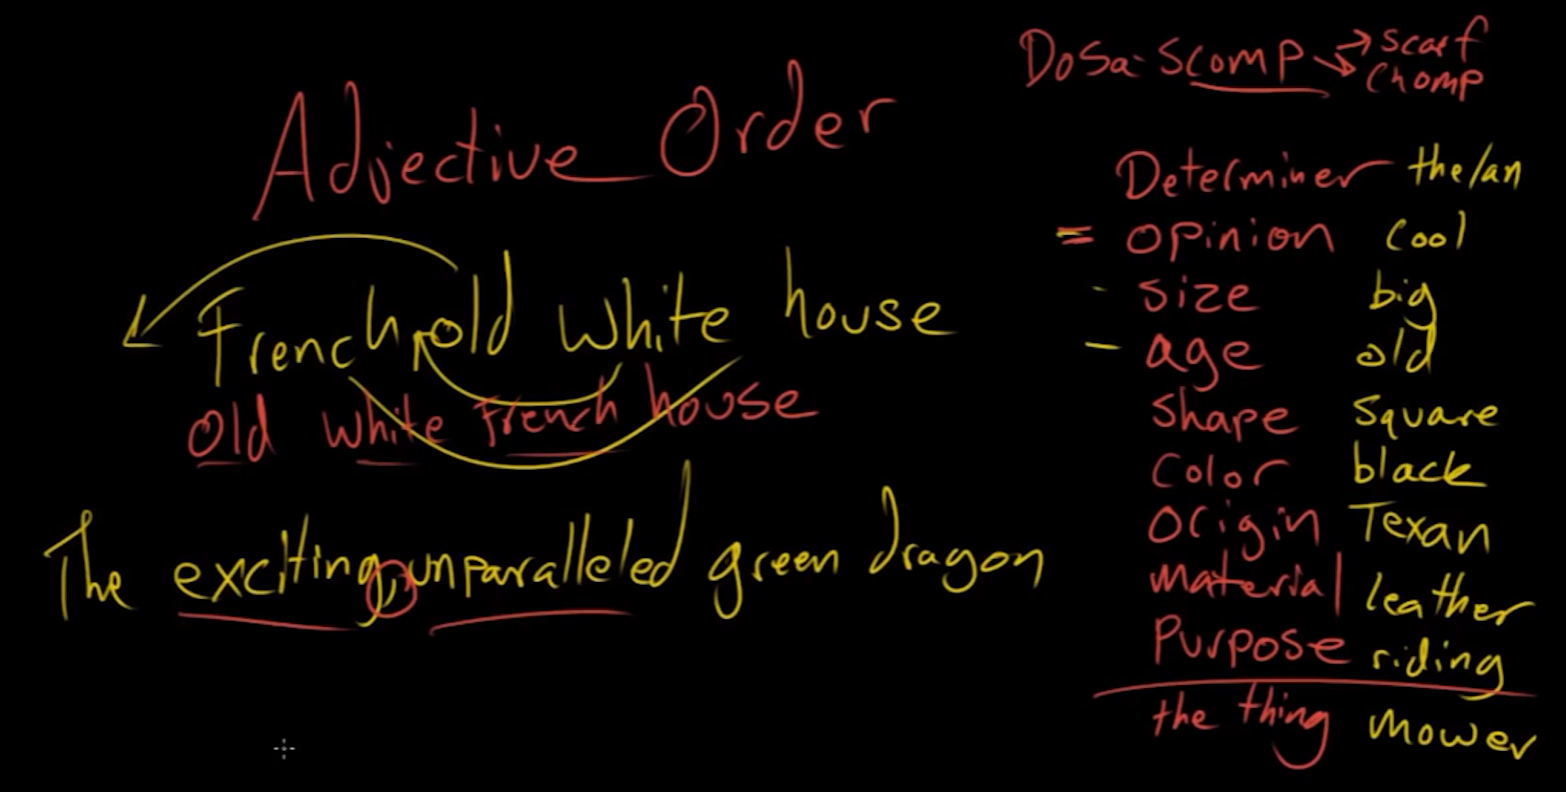 Adjective Order
French, old white house
Old white French house
The exciting, unparalleled green dragon
DoSa-Scomp → scarf
→ Chomp
Determiner the/an
= opinion cool
- size big
- age old
shape square
color black
origin Texan
material leather
Purpose riding
the thing mower